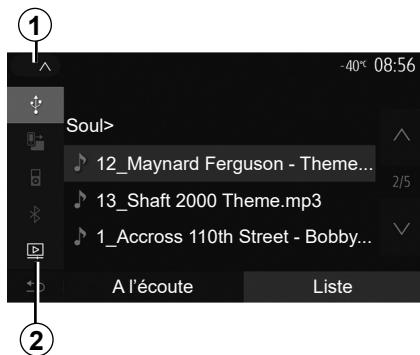 1
-40°C 08:56
Soul>
12_Maynard Ferguson - Theme...
2/5
13_Shaft 2000 Theme.mp3
1_Accross 110th Street - Bobby...
A l'écoute Liste
2